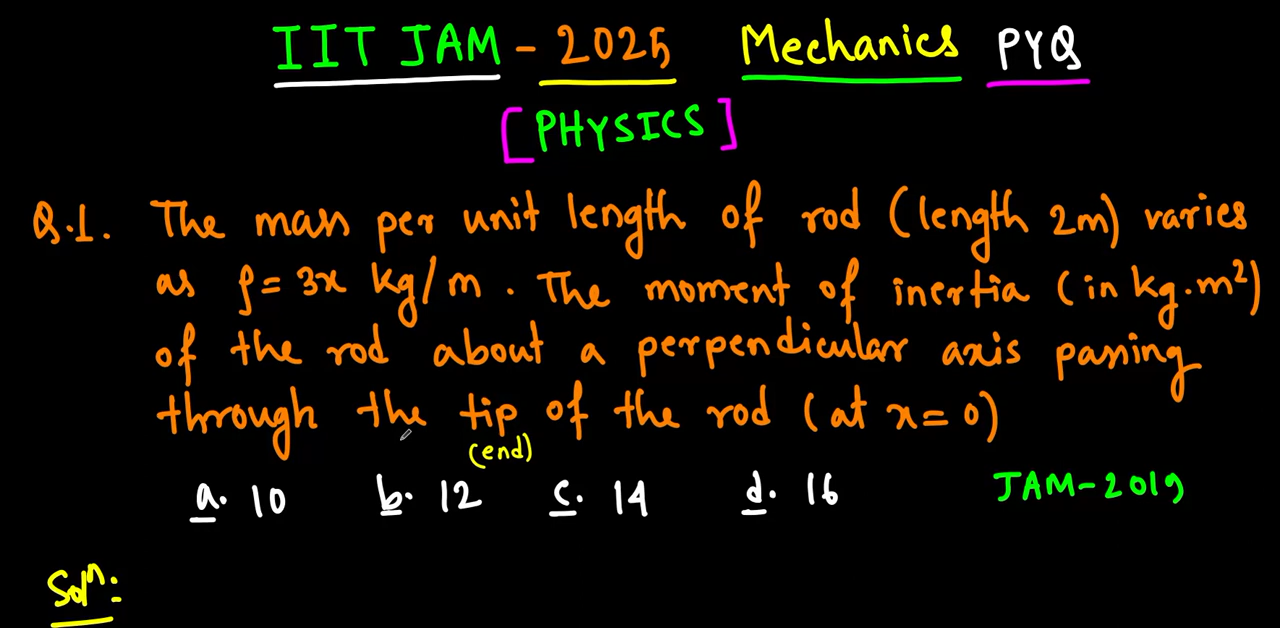 IIT JAM - 2025 Mechanics PYQ
[PHYSICS]
Q.1. The mass per unit length of rod (length 2m) varies
as ρ = 3x kg/m. The moment of inertia (in kg.m²)
of the rod about a perpendicular axis passing
through the tip of the rod (at x=0)
(end)
a. 10 b. 12 c. 14 d. 16 JAM-2019
Solⁿ: